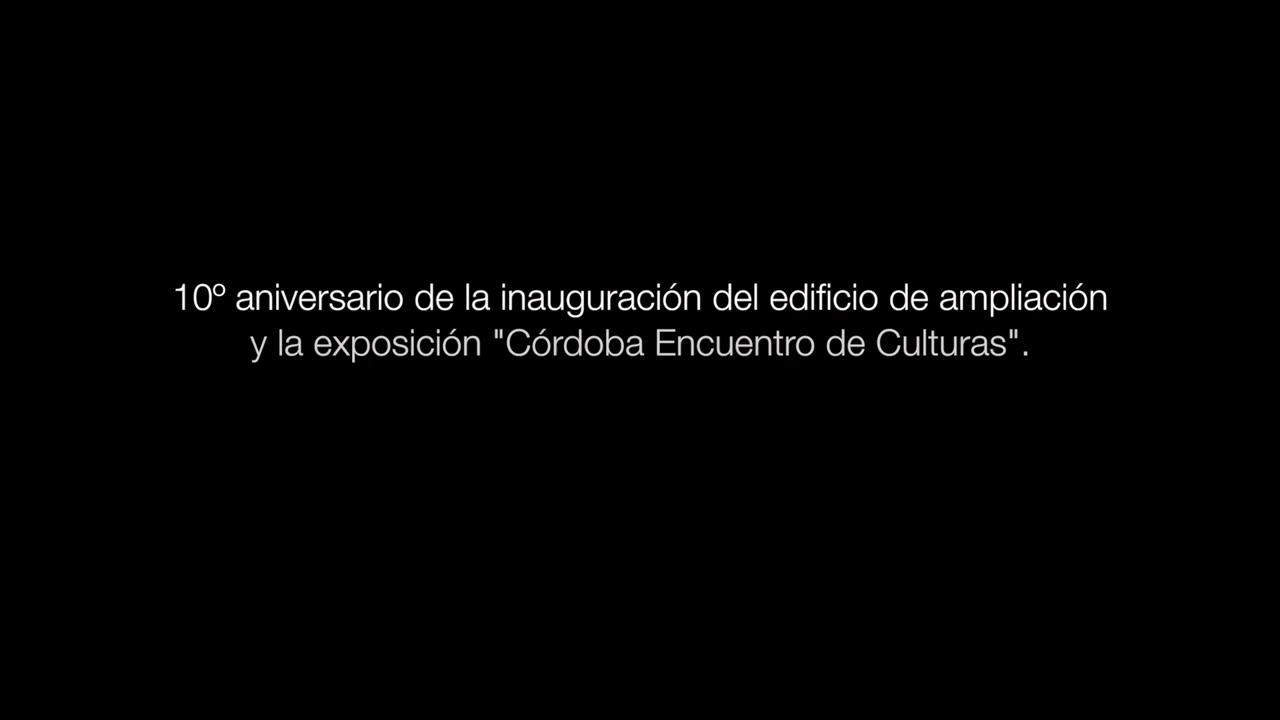 10º aniversario de la inauguración del edificio de ampliación
y la exposición "Córdoba Encuentro de Culturas".